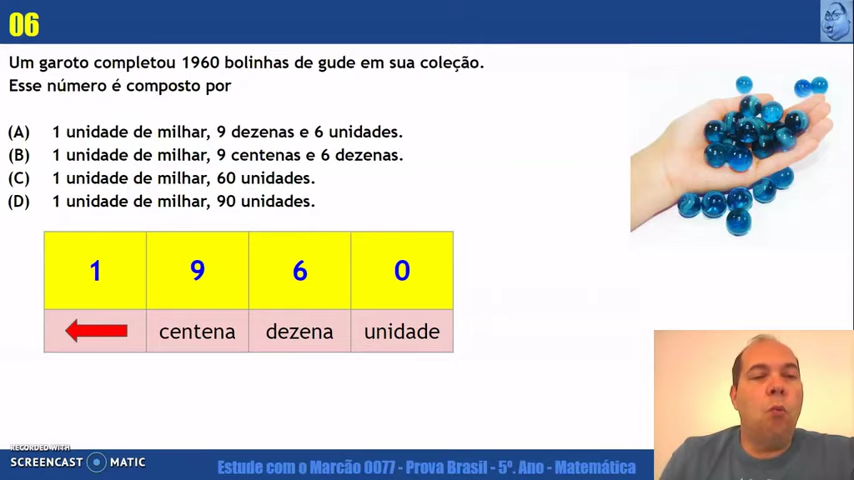 06
Um garoto completou 1960 bolinhas de gude em sua coleção.
Esse número é composto por
(A) 1 unidade de milhar, 9 dezenas e 6 unidades.
(B) 1 unidade de milhar, 9 centenas e 6 dezenas.
(C) 1 unidade de milhar, 60 unidades.
(D) 1 unidade de milhar, 90 unidades.
1 9 6 0
centena dezena unidade
RECORDED WITH
SCREENCAST MATIC
Estude com o Marcão 0077 - Prova Brasil - 5º. Ano - Matemática